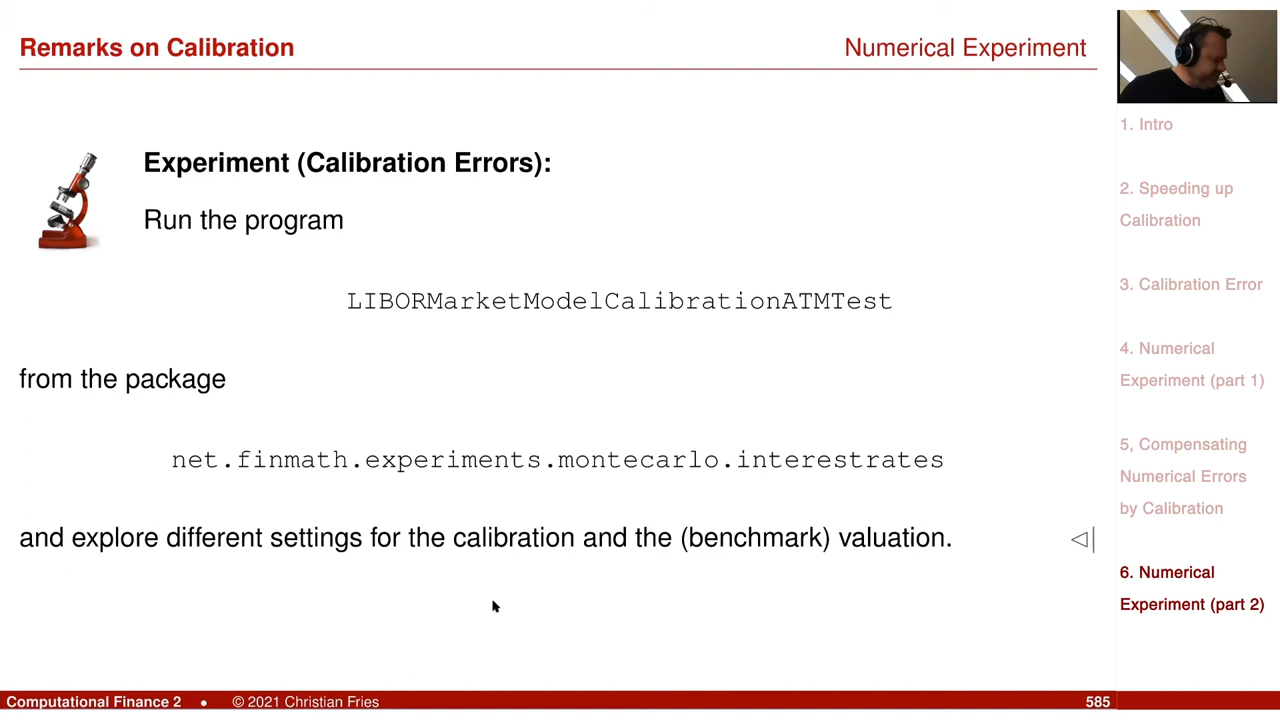 Remarks on Calibration
Numerical Experiment
Experiment (Calibration Errors):
Run the program
LIBORMarketModelCalibrationATMTest
from the package
net.finmath.experiments.montecarlo.interestrates
and explore different settings for the calibration and the (benchmark) valuation.
1. Intro
2. Speeding up
Calibration
3. Calibration Error
4. Numerical
Experiment (part 1)
5, Compensating
Numerical Errors
by Calibration
6. Numerical
Experiment (part 2)
Computational Finance 2 • © 2021 Christian Fries 585